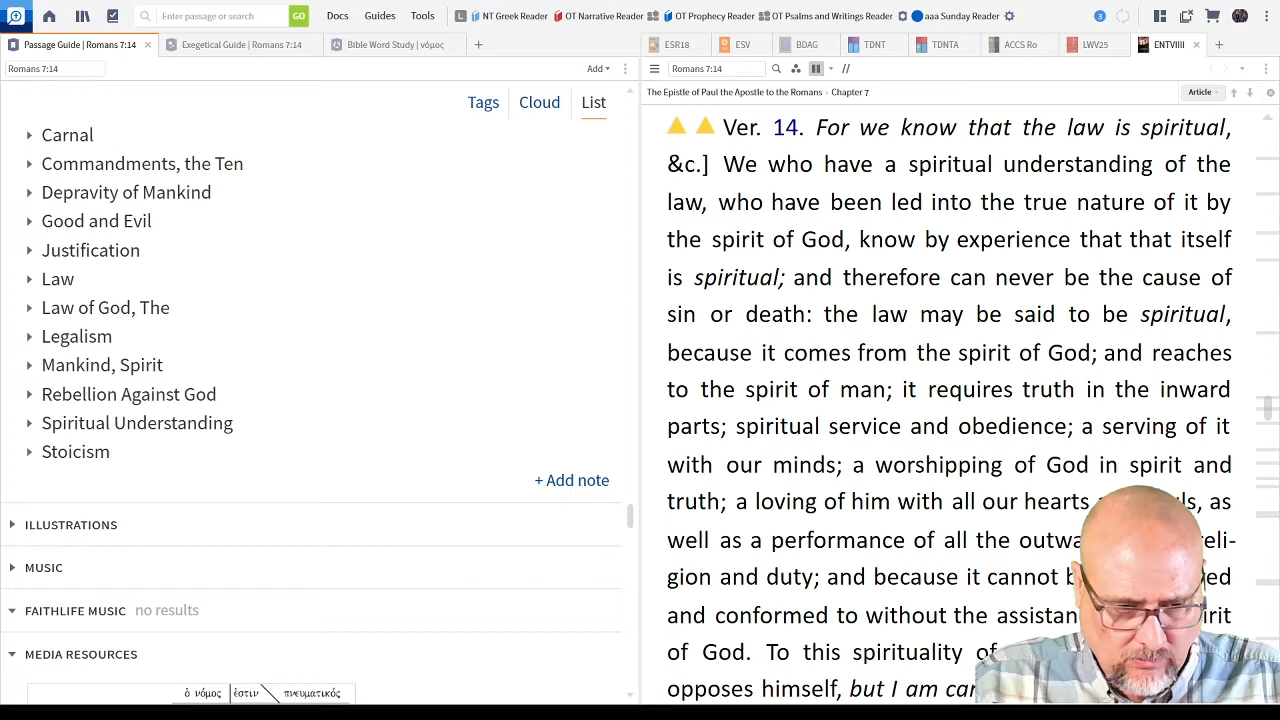 Enter passage or search GO Docs Guides Tools L NT Greek Reader OT Narrative Reader OT Prophecy Reader OT Psalms and Writings Reader aaa Sunday Reader 3
Passage Guide | Romans 7:14 × Exegetical Guide | Romans 7:14 Bible Word Study | νόμος +
ESR18 ESV BDAG TJNT TDNTA ACCS Ro LWV25 ENTVIIII × +
Romans 7:14 Add
Romans 7:14 //
The Epistle of Paul the Apostle to the Romans › Chapter 7 Article
Tags Cloud List
Carnal
Commandments, the Ten
Depravity of Mankind
Good and Evil
Justification
Law
Law of God, The
Legalism
Mankind, Spirit
Rebellion Against God
Spiritual Understanding
Stoicism
+ Add note
ILLUSTRATIONS
MUSIC
FAITHLIFE MUSIC no results
MEDIA RESOURCES
ὁ νόμος ἐστιν πνευματικός
Ver. 14. For we know that the law is spiritual,
&c.] We who have a spiritual understanding of the
law, who have been led into the true nature of it by
the spirit of God, know by experience that that itself
is spiritual; and therefore can never be the cause of
sin or death: the law may be said to be spiritual,
because it comes from the spirit of God; and reaches
to the spirit of man; it requires truth in the inward
parts; spiritual service and obedience; a serving of it
with our minds; a worshipping of God in spirit and
truth; a loving of him with all our hearts as
well as a performance of all the reli-
gion and duty; and because it cannot
and conformed to without the
of God. To this spirituality of
opposes himself, but I am